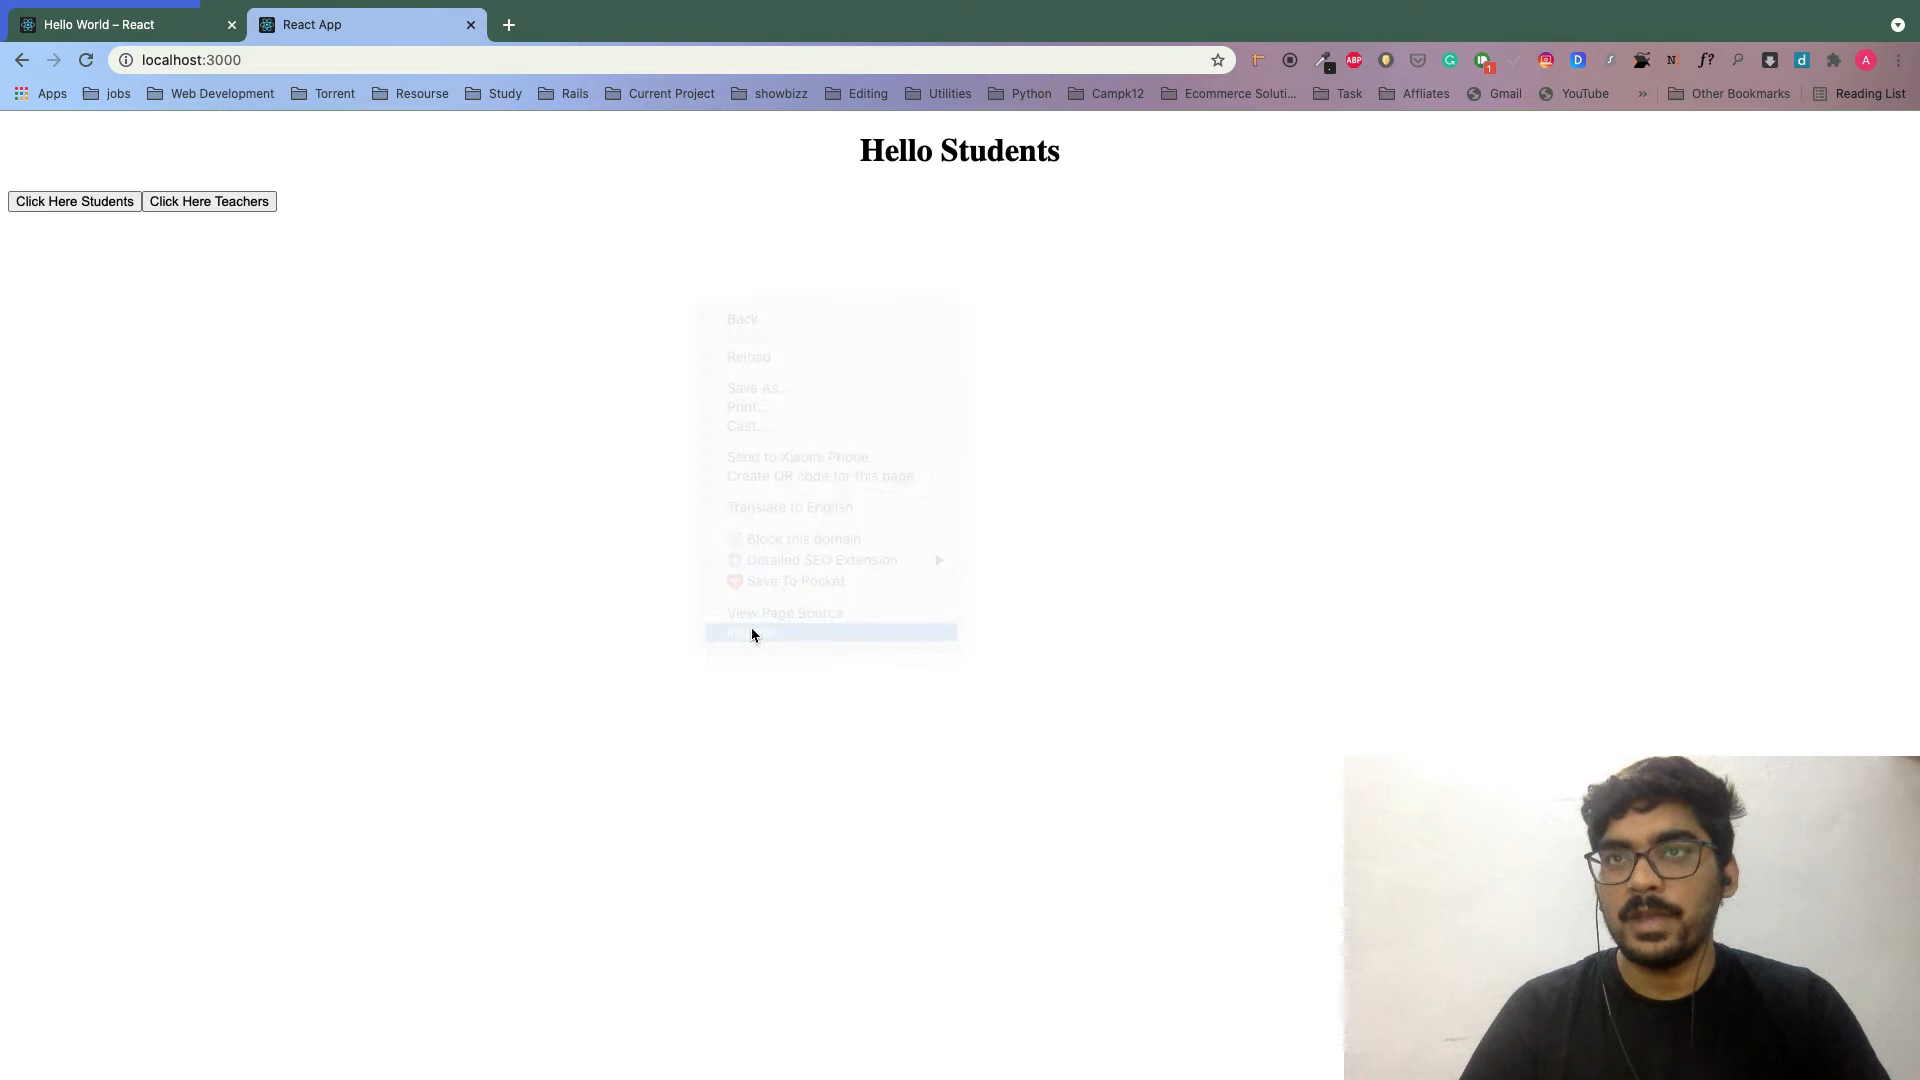 Hello World – React
React App
localhost:3000
ABP
1
G
D
N
f?
d
A
Apps
jobs
Web Development
Torrent
Resourse
Study
Rails
Current Project
showbizz
Editing
Utilities
Python
Campk12
Ecommerce Soluti...
Task
Affliates
Gmail
YouTube
»
Other Bookmarks
Reading List
Hello Students
Click Here Students
Click Here Teachers
Back
Reload
Save As...
Print...
Cast...
Send to Xiaomi Phone
Create QR code for this page
Translate to English
Block this domain
Detailed SEO Extension
Save To Pocket
View Page Source